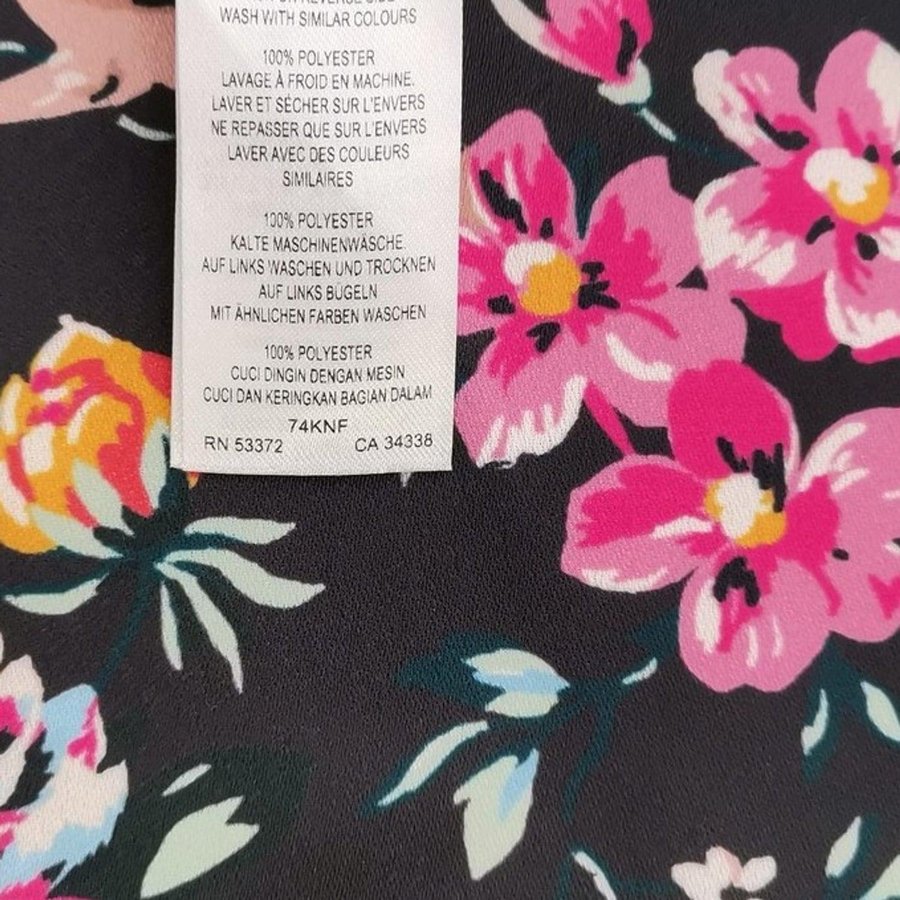 ON REVERSE SIDE
WASH WITH SIMILAR COLOURS
100% POLYESTER
LAVAGE À FROID EN MACHINE.
LAVER ET SÉCHER SUR L'ENVERS
NE REPASSER QUE SUR L'ENVERS
LAVER AVEC DES COULEURS
SIMILAIRES
100% POLYESTER
KALTE MASCHINENWÄSCHE.
AUF LINKS WASCHEN UND TROCKNEN
AUF LINKS BÜGELN
MIT ÄHNLICHEN FARBEN WASCHEN
100% POLYESTER
CUCI DINGIN DENGAN MESIN
CUCI DAN KERINGKAN BAGIAN DALAM
74KNF
RN 53372 CA 34338